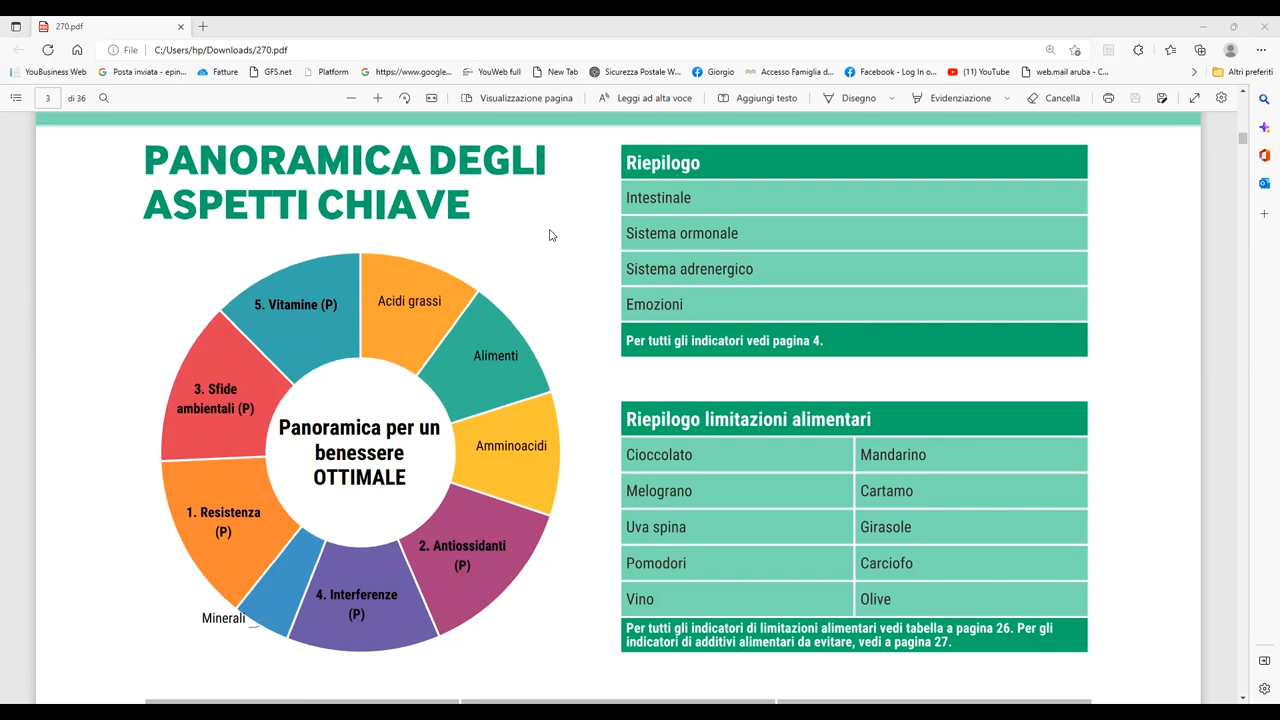 270.pdf
File
C:/Users/hp/Downloads/270.pdf
YouBusiness Web
Posta inviata - epin...
Fatture
GFS.net
Platform
https://www.google...
YouWeb full
New Tab
Sicurezza Postale W...
Giorgio
Accesso Famiglia d...
Facebook - Log In o...
(11) YouTube
web.mail aruba - C...
Altri preferiti
3
di 36
Visualizzazione pagina
Leggi ad alta voce
Aggiungi testo
Disegno
Evidenziazione
Cancella
PANORAMICA DEGLI
ASPETTI CHIAVE
5. Vitamine (P)
Acidi grassi
Alimenti
Amminoacidi
2. Antiossidanti
(P)
4. Interferenze
(P)
Minerali
1. Resistenza
(P)
3. Sfide
ambientali (P)
Panoramica per un
benessere
OTTIMALE
Riepilogo
Intestinale
Sistema ormonale
Sistema adrenergico
Emozioni
Per tutti gli indicatori vedi pagina 4.
Riepilogo limitazioni alimentari
Cioccolato
Mandarino
Melograno
Cartamo
Uva spina
Girasole
Pomodori
Carciofo
Vino
Olive
Per tutti gli indicatori di limitazioni alimentari vedi tabella a pagina 26. Per gli
indicatori di additivi alimentari da evitare, vedi a pagina 27.